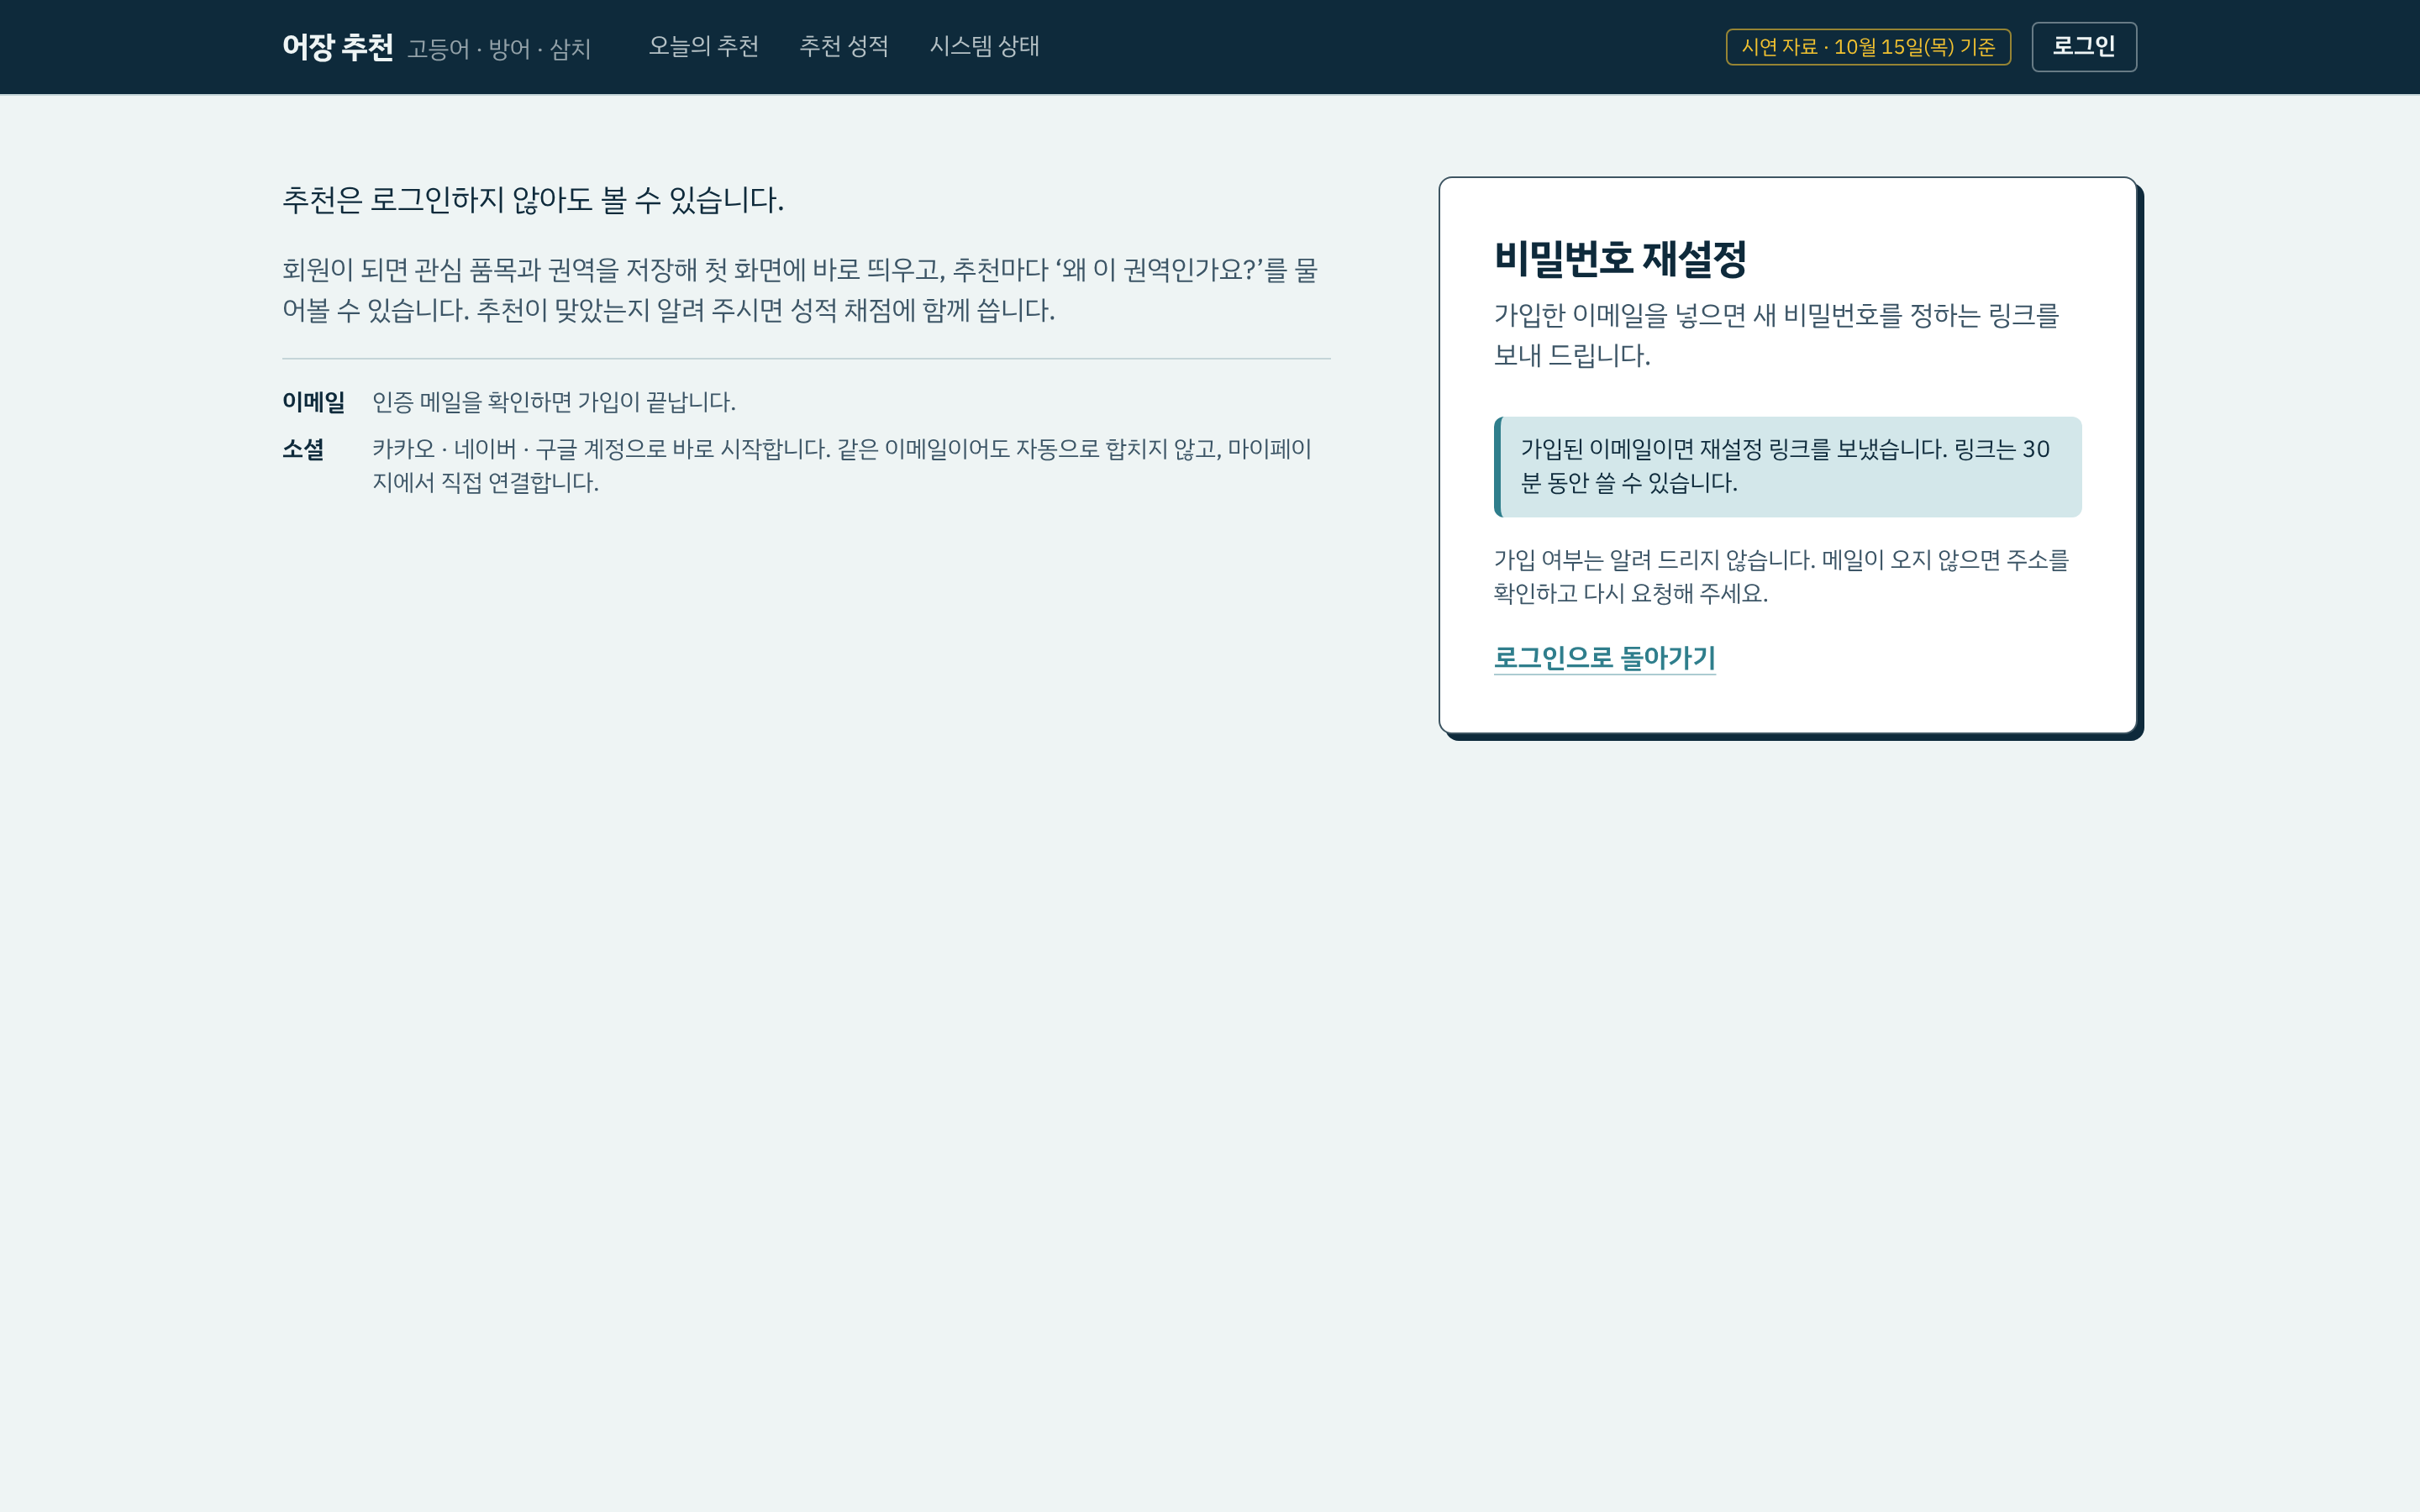 어장 추천 고등어 · 방어 · 삼치 오늘의 추천 추천 성적 시스템 상태 시연 자료 · 10월 15일(목) 기준 로그인
추천은 로그인하지 않아도 볼 수 있습니다.
회원이 되면 관심 품목과 권역을 저장해 첫 화면에 바로 띄우고, 추천마다 ‘왜 이 권역인가요?’를 물
어볼 수 있습니다. 추천이 맞았는지 알려 주시면 성적 채점에 함께 씁니다.
이메일 인증 메일을 확인하면 가입이 끝납니다.
소셜 카카오 · 네이버 · 구글 계정으로 바로 시작합니다. 같은 이메일이어도 자동으로 합치지 않고, 마이페이
지에서 직접 연결합니다.
비밀번호 재설정
가입한 이메일을 넣으면 새 비밀번호를 정하는 링크를
보내 드립니다.
가입된 이메일이면 재설정 링크를 보냈습니다. 링크는 30
분 동안 쓸 수 있습니다.
가입 여부는 알려 드리지 않습니다. 메일이 오지 않으면 주소를
확인하고 다시 요청해 주세요.
로그인으로 돌아가기